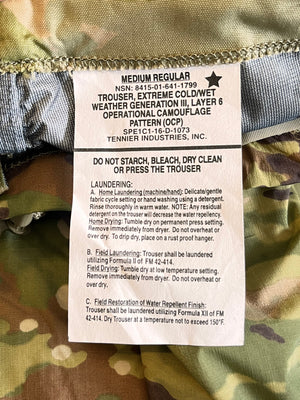 MEDIUM REGULAR
NSN: 8415-01-641-1799
TROUSER, EXTREME COLD/WET
WEATHER GENERATION III, LAYER 6
OPERATIONAL CAMOUFLAGE
PATTERN (OCP)
SPE1C1-16-D-1073
TENNIER INDUSTRIES, INC.
DO NOT STARCH, BLEACH, DRY CLEAN
OR PRESS THE TROUSER
LAUNDERING:
A. Home Laundering (machine/hand): Delicate/gentle
fabric cycle setting or hand washing using a detergent.
Rinse thoroughly in warm water. NOTE: Any residual
detergent on the trouser will decrease the water repellency.
Home Drying: Tumble dry on permanent press setting.
Remove immediately from dryer. Do not overheat or
over dry. To drip dry, place on a rust proof hanger.
B. Field Laundering: Trouser shall be laundered
utilizing Formula II of FM 42-414.
Field Drying: Tumble dry at low temperature setting.
Remove immediately from dryer. Do not overheat
or over dry.
C. Field Restoration of Water Repellent Finish:
Trouser shall be laundered utilizing Formula XII of FM
42-414. Dry Trouser at a temperature not to exceed 150°F.